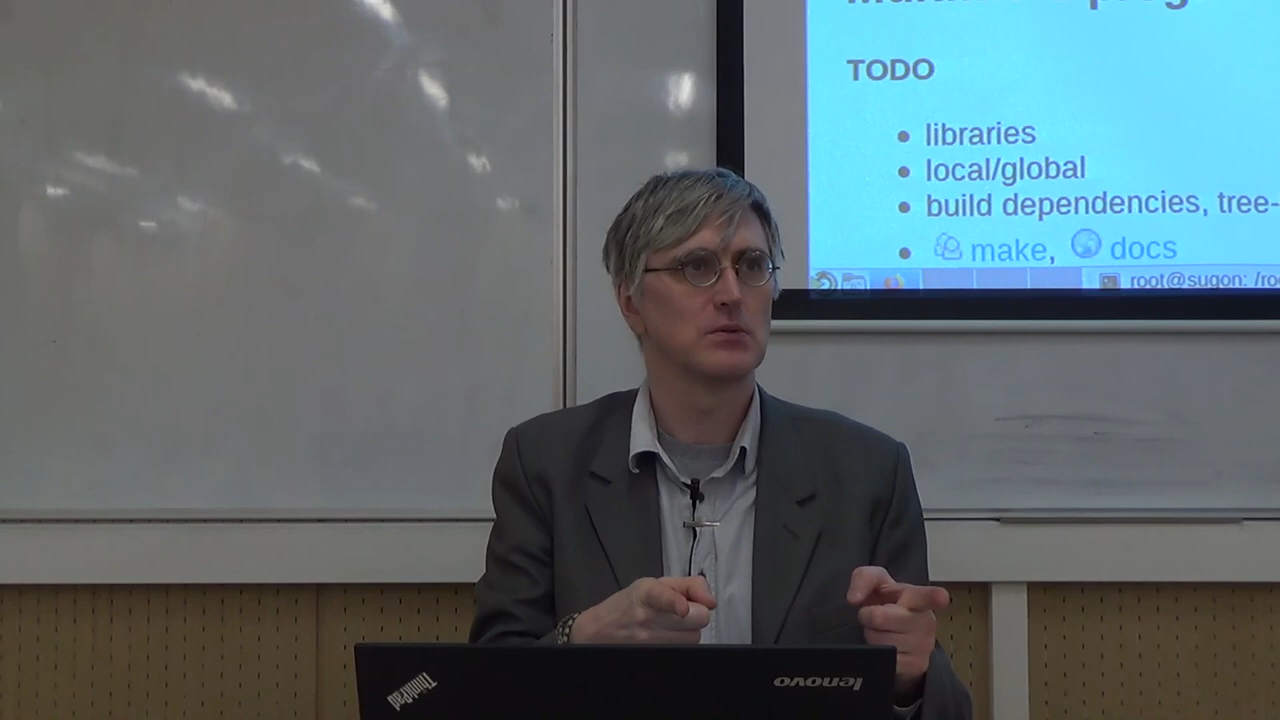 TODO
libraries
local/global
build dependencies, tree-
make, docs
root@sugon: /ro
ThinkPad
lenovo